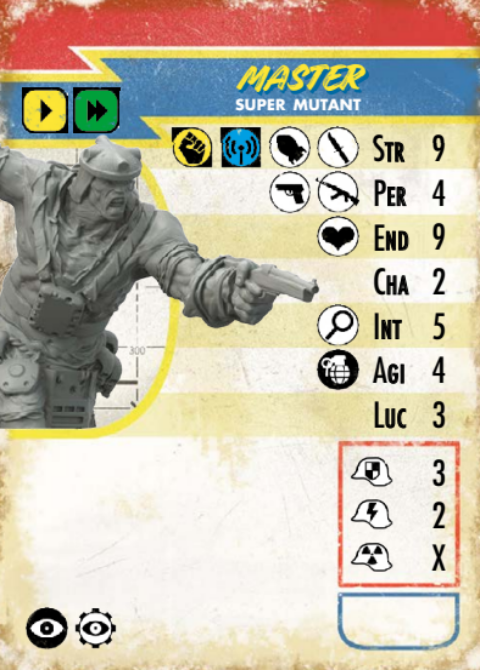 MASTER
SUPER MUTANT
STR 9
PER 4
END 9
CHA 2
INT 5
300
AGI 4
LUC 3
3
2
X